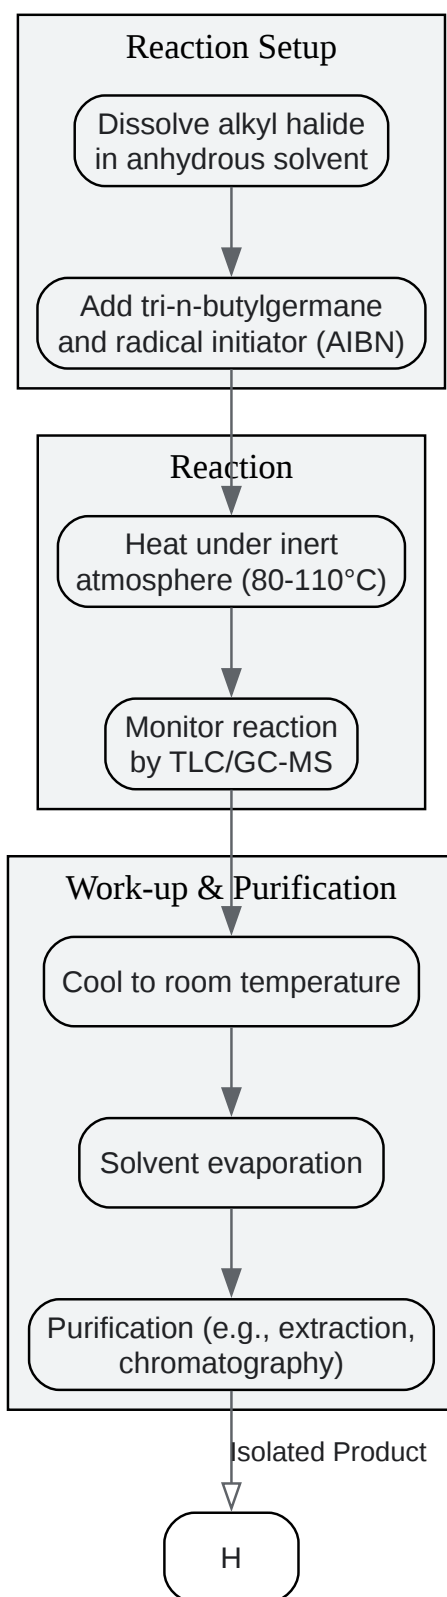 Reaction Setup
Dissolve alkyl halide
in anhydrous solvent
Add tri-n-butylgermane
and radical initiator (AIBN)
Reaction
Heat under inert
atmosphere (80-110°C)
Monitor reaction
by TLC/GC-MS
Work-up & Purification
Cool to room temperature
Solvent evaporation
Purification (e.g., extraction,
chromatography)
Isolated Product
H